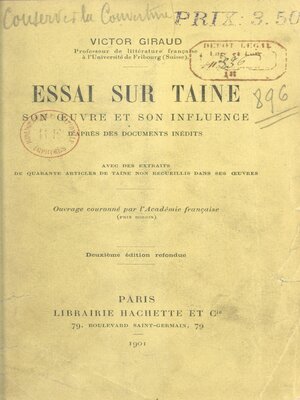 Conserver la Couverture
PRIX: 3.50
VICTOR GIRAUD
Professeur de littérature française
à l'Université de Fribourg (Suisse).
DÉPÔT LÉGAL
896
ESSAI SUR TAINE
SON ŒUVRE ET SON INFLUENCE
D'APRÈS DES DOCUMENTS INÉDITS
AVEC DES EXTRAITS
DE QUARANTE ARTICLES DE TAINE NON RECUEILLIS DANS SES ŒUVRES
Ouvrage couronné par l'Académie française
(PRIX BORDIN)
Deuxième édition refondue
PARIS
LIBRAIRIE HACHETTE ET Cie
79, BOULEVARD SAINT-GERMAIN, 79
1901